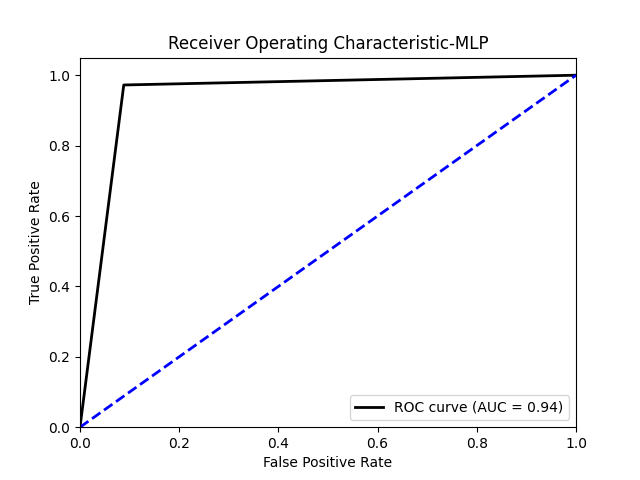 Receiver Operating Characteristic-MLP
True Positive Rate
1.0
0.8
0.6
0.4
0.2
0.0
ROC curve (AUC = 0.94)
0.0 0.2 0.4 0.6 0.8 1.0
False Positive Rate